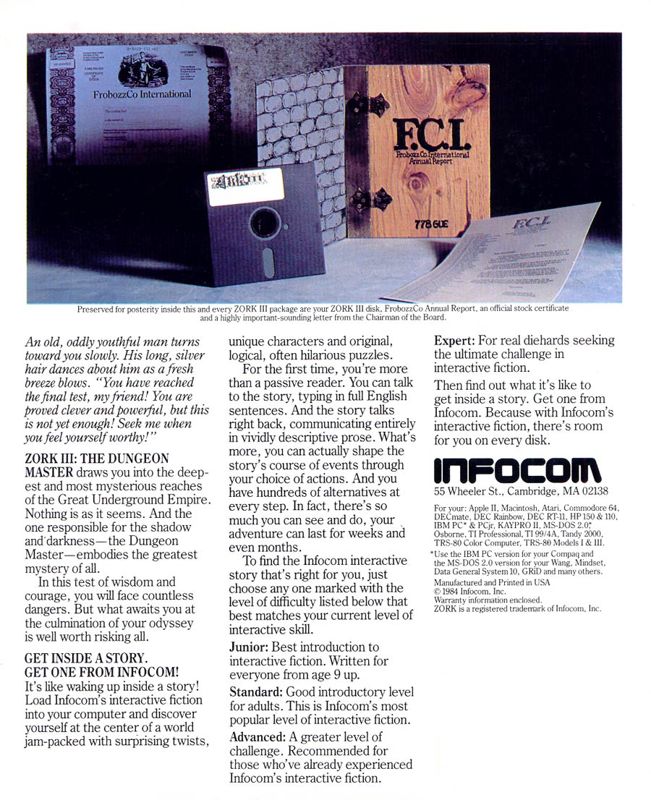 FrobozzCo International
F.C.I.
FrobozzCo International
Annual Report
778 GUE
F.C.I.
Preserved for posterity inside this and every ZORK III package are your ZORK III disk, FrobozzCo Annual Report, an official stock certificate
and a highly important-sounding letter from the Chairman of the Board.
An old, oddly youthful man turns
toward you slowly. His long, silver
hair dances about him as a fresh
breeze blows. “You have reached
the final test, my friend! You are
proved clever and powerful, but this
is not yet enough! Seek me when
you feel yourself worthy!”
ZORK III: THE DUNGEON
MASTER draws you into the deep-
est and most mysterious reaches
of the Great Underground Empire.
Nothing is as it seems. And the
one responsible for the shadow
and darkness—the Dungeon
Master—embodies the greatest
mystery of all.
In this test of wisdom and
courage, you will face countless
dangers. But what awaits you at
the culmination of your odyssey
is well worth risking all.
GET INSIDE A STORY.
GET ONE FROM INFOCOM!
It's like waking up inside a story!
Load Infocom's interactive fiction
into your computer and discover
yourself at the center of a world
jam-packed with surprising twists,
unique characters and original,
logical, often hilarious puzzles.
For the first time, you're more
than a passive reader. You can talk
to the story, typing in full English
sentences. And the story talks
right back, communicating entirely
in vividly descriptive prose. What's
more, you can actually shape the
story's course of events through
your choice of actions. And you
have hundreds of alternatives at
every step. In fact, there's so
much you can see and do, your
adventure can last for weeks and
even months.
To find the Infocom interactive
story that's right for you, just
choose any one marked with the
level of difficulty listed below that
best matches your current level of
interactive skill.
Junior: Best introduction to
interactive fiction. Written for
everyone from age 9 up.
Standard: Good introductory level
for adults. This is Infocom's most
popular level of interactive fiction.
Advanced: A greater level of
challenge. Recommended for
those who've already experienced
Infocom's interactive fiction.
Expert: For real diehards seeking
the ultimate challenge in
interactive fiction.
Then find out what it's like to
get inside a story. Get one from
Infocom. Because with Infocom's
interactive fiction, there's room
for you on every disk.
INFOCOM
55 Wheeler St., Cambridge, MA 02138
For your: Apple II, Macintosh, Atari, Commodore 64,
DECmate, DEC Rainbow, DEC RT-11, HP 150 & 110,
IBM PC* & PCjr, KAYPRO II, MS-DOS 2.0*,
Osborne, TI Professional, TI 99/4A, Tandy 2000,
TRS-80 Color Computer, TRS-80 Models I & III.
*Use the IBM PC version for your Compaq and
the MS-DOS 2.0 version for your Wang, Mindset,
Data General System 10, GRiD and many others.
Manufactured and Printed in USA
© 1984 Infocom, Inc.
Warranty information enclosed.
ZORK is a registered trademark of Infocom, Inc.